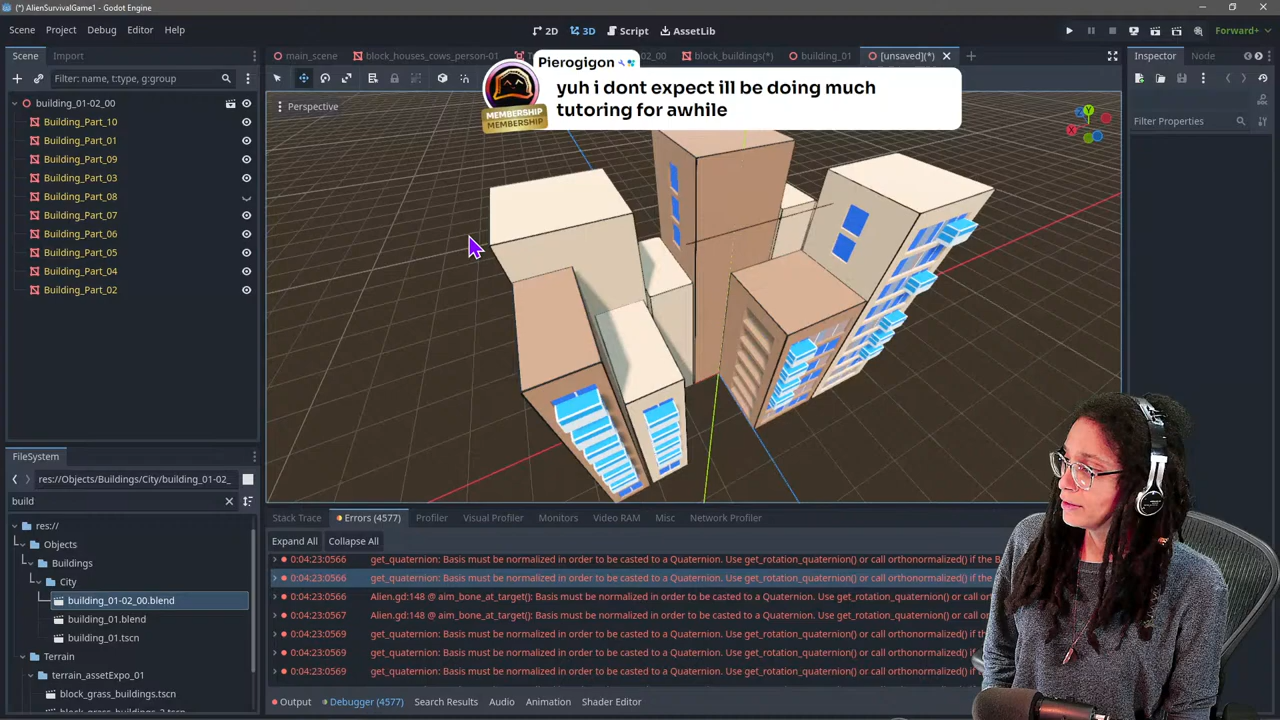 (*) AlienSurvivalGame1 - Godot Engine
Scene Project Debug Editor Help
2D 3D Script AssetLib
Forward+
Scene Import
main_scene block_houses_cows_person-01 block_buildings(*) building_01 [unsaved](*)
Inspector Node
Filter: name, t:type, g:group
Pierogigon
yuh i dont expect ill be doing much
tutoring for awhile
MEMBERSHIP
MEMBERSHIP
Perspective
Filter Properties
building_01-02_00
Building_Part_10
Building_Part_01
Building_Part_09
Building_Part_03
Building_Part_08
Building_Part_07
Building_Part_06
Building_Part_05
Building_Part_04
Building_Part_02
X
Y
FileSystem
res://Objects/Buildings/City/building_01-02_
build
res://
Objects
Buildings
City
building_01-02_00.blend
building_01.blend
building_01.tscn
Terrain
terrain_assetExpo_01
block_grass_buildings.tscn
block_grass_buildings-2.tscn
Stack Trace Errors (4577) Profiler Visual Profiler Monitors Video RAM Misc Network Profiler
Expand All Collapse All
0:04:23:0566 get_quaternion: Basis must be normalized in order to be casted to a Quaternion. Use get_rotation_quaternion() or call orthonormalized() if the B
0:04:23:0566 get_quaternion: Basis must be normalized in order to be casted to a Quaternion. Use get_rotation_quaternion() or call orthonormalized() if the
0:04:23:0566 Alien.gd:148 @ aim_bone_at_target(): Basis must be normalized in order to be casted to a Quaternion. Use get_rotation_quaternion() or call or
0:04:23:0567 Alien.gd:148 @ aim_bone_at_target(): Basis must be normalized in order to be casted to a Quaternion. Use get_rotation_quaternion() or call on
0:04:23:0569 get_quaternion: Basis must be normalized in order to be casted to a Quaternion. Use get_rotation_quaternion() or call orthonormalized() if the
0:04:23:0569 get_quaternion: Basis must be normalized in order to be casted to a Quaternion. Use get_rotation_quaternion() or call orthonormalized() if the
0:04:23:0569 get_quaternion: Basis must be normalized in order to be casted to a Quaternion. Use get_rotation_quaternion() or call orthonormalized() if the
Output Debugger (4577) Search Results Audio Animation Shader Editor